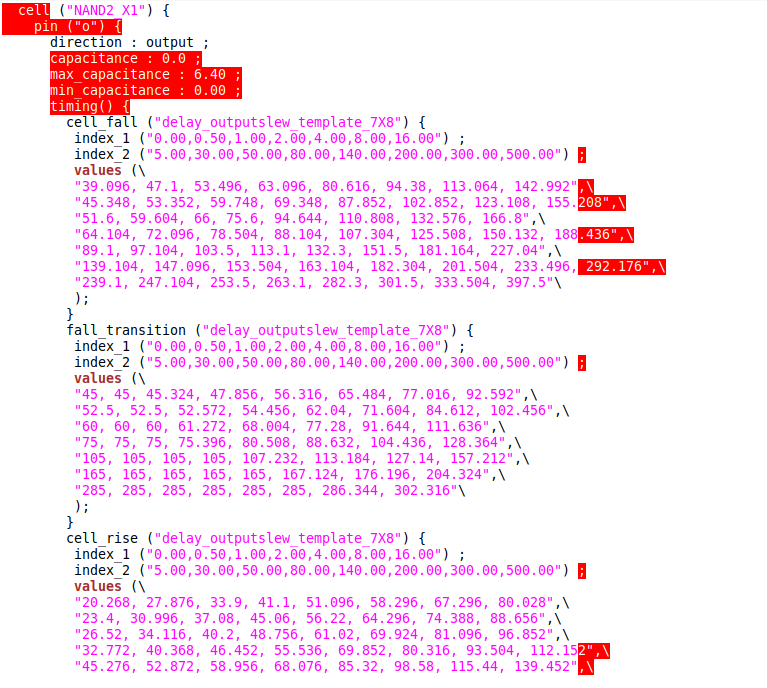 cell ("NAND2_X1") {
pin ("o") {
direction : output ;
capacitance : 0.0 ;
max_capacitance : 6.40 ;
min_capacitance : 0.00 ;
timing() {
cell_fall ("delay_outputslew_template_7X8") {
index_1 ("0.00,0.50,1.00,2.00,4.00,8.00,16.00") ;
index_2 ("5.00,30.00,50.00,80.00,140.00,200.00,300.00,500.00") ;
values (\
"39.096, 47.1, 53.496, 63.096, 80.616, 94.38, 113.064, 142.992",\
"45.348, 53.352, 59.748, 69.348, 87.852, 102.852, 123.108, 155.208",\
"51.6, 59.604, 66, 75.6, 94.644, 110.808, 132.576, 166.8",\
"64.104, 72.096, 78.504, 88.104, 107.304, 125.508, 150.132, 188.436",\
"89.1, 97.104, 103.5, 113.1, 132.3, 151.5, 181.164, 227.04",\
"139.104, 147.096, 153.504, 163.104, 182.304, 201.504, 233.496, 292.176",\
"239.1, 247.104, 253.5, 263.1, 282.3, 301.5, 333.504, 397.5"\
);
}
fall_transition ("delay_outputslew_template_7X8") {
index_1 ("0.00,0.50,1.00,2.00,4.00,8.00,16.00") ;
index_2 ("5.00,30.00,50.00,80.00,140.00,200.00,300.00,500.00") ;
values (\
"45, 45, 45.324, 47.856, 56.316, 65.484, 77.016, 92.592",\
"52.5, 52.5, 52.572, 54.456, 62.04, 71.604, 84.612, 102.456",\
"60, 60, 60, 61.272, 68.004, 77.28, 91.644, 111.636",\
"75, 75, 75, 75.396, 80.508, 88.632, 104.436, 128.364",\
"105, 105, 105, 105, 107.232, 113.184, 127.14, 157.212",\
"165, 165, 165, 165, 165, 167.124, 176.196, 204.324",\
"285, 285, 285, 285, 285, 285, 286.344, 302.316"\
);
}
cell_rise ("delay_outputslew_template_7X8") {
index_1 ("0.00,0.50,1.00,2.00,4.00,8.00,16.00") ;
index_2 ("5.00,30.00,50.00,80.00,140.00,200.00,300.00,500.00") ;
values (\
"20.268, 27.876, 33.9, 41.1, 51.096, 58.296, 67.296, 80.028",\
"23.4, 30.996, 37.08, 45.06, 56.22, 64.296, 74.388, 88.656",\
"26.52, 34.116, 40.2, 48.756, 61.02, 69.924, 81.096, 96.852",\
"32.772, 40.368, 46.452, 55.536, 69.852, 80.316, 93.504, 112.152",\
"45.276, 52.872, 58.956, 68.076, 85.32, 98.58, 115.44, 139.452",\